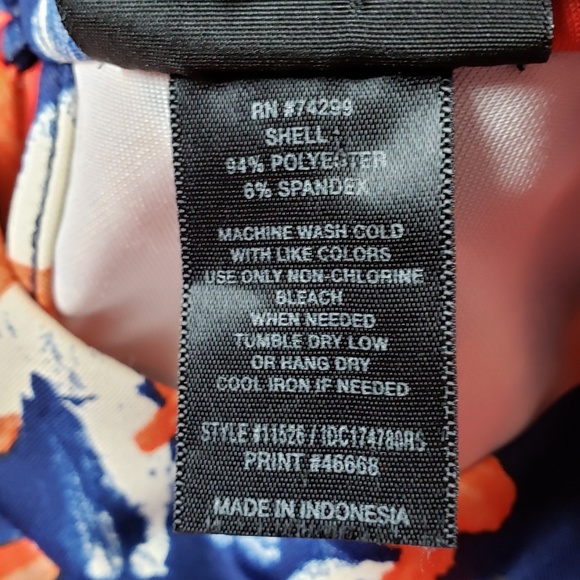 RN #74299
SHELL:
94% POLYESTER
6% SPANDEX
MACHINE WASH COLD
WITH LIKE COLORS
USE ONLY NON-CHLORINE
BLEACH
WHEN NEEDED
TUMBLE DRY LOW
OR HANG DRY
COOL IRON IF NEEDED
STYLE #11526 / IDC174780RS
PRINT #46668
MADE IN INDONESIA